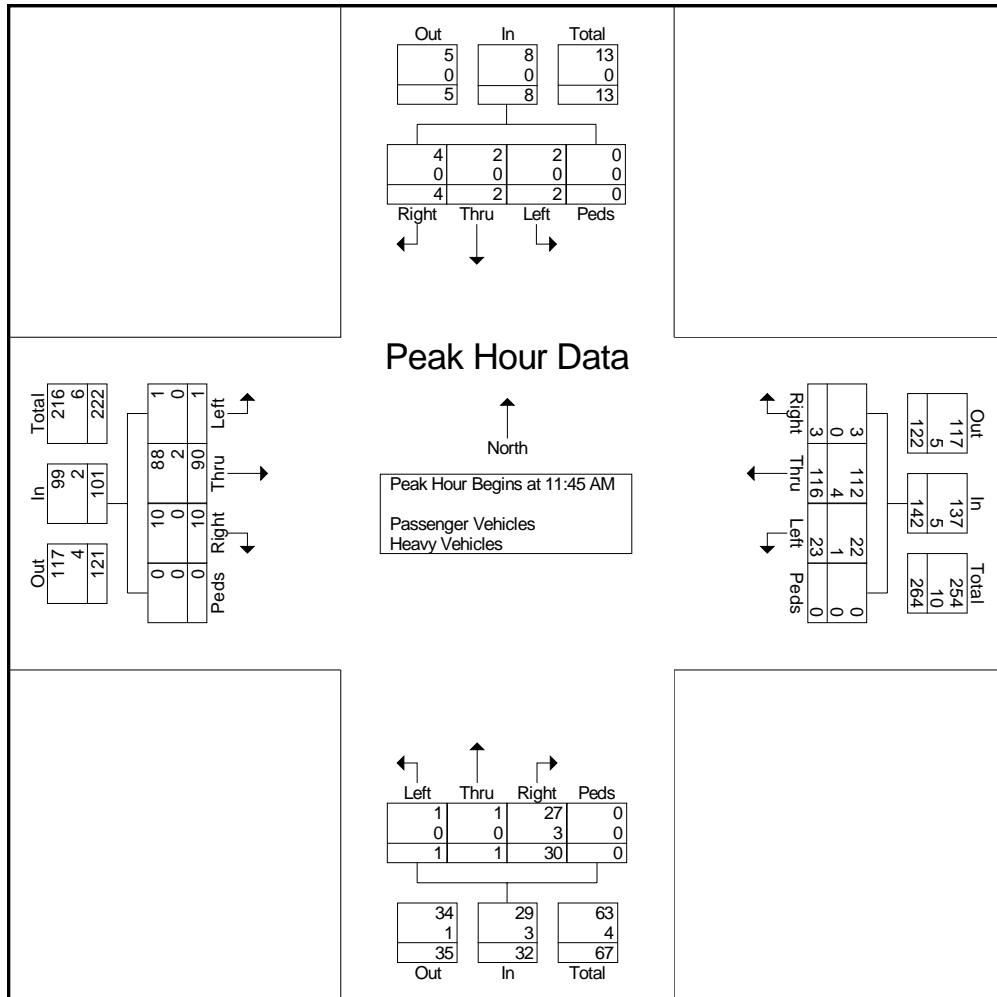 Out In Total
5 8 13
0 0 0
5 8 13
4 2 2 0
0 0 0 0
4 2 2 0
Right Thru Left Peds
Peak Hour Data
North
Peak Hour Begins at 11:45 AM
Passenger Vehicles
Heavy Vehicles
Total In Out
216 99 117
6 2 4
222 101 121
1 88 10 0
0 2 0 0
1 90 10 0
Left Thru Right Peds
Out In Total
117 137 254
5 5 10
122 142 264
3 112 22 0
0 4 1 0
3 116 23 0
Right Thru Left Peds
Left Thru Right Peds
1 1 27 0
0 0 3 0
1 1 30 0
34 29 63
1 3 4
35 32 67
Out In Total